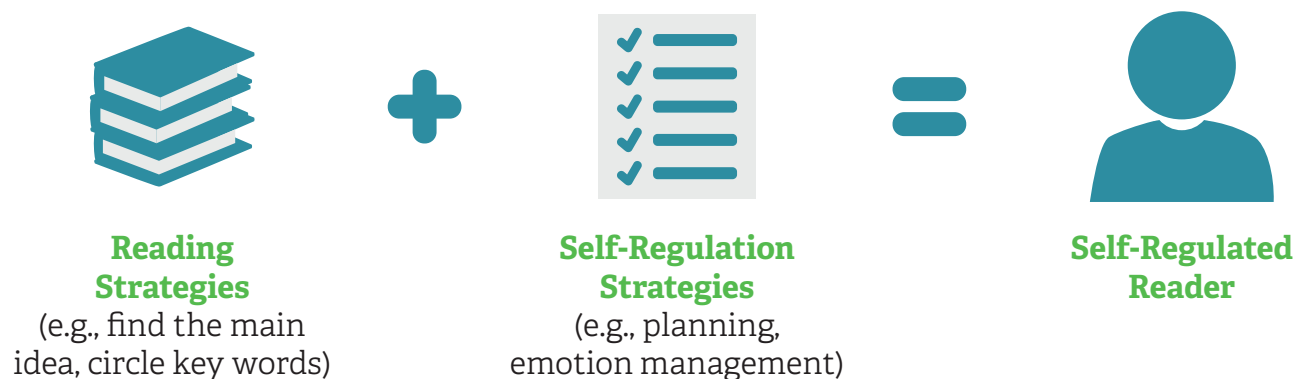 Reading
Strategies
(e.g., find the main
idea, circle key words)
Self-Regulation
Strategies
(e.g., planning,
emotion management)
Self-Regulated
Reader